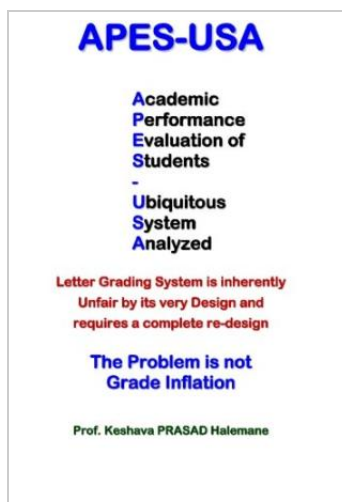 APES-USA
Academic
Performance
Evaluation of
Students
-
Ubiquitous
System
Analyzed
Letter Grading System is inherently
Unfair by its very Design and
requires a complete re-design
The Problem is not
Grade Inflation
Prof. Keshava PRASAD Halemane